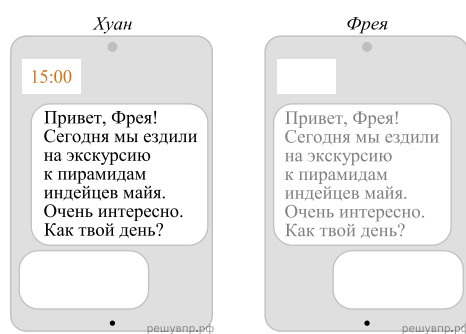 Хуан
Фрея
15:00
Привет, Фрея!
Сегодня мы ездили
на экскурсию
к пирамидам
индейцев майя.
Очень интересно.
Как твой день?
Привет, Фрея!
Сегодня мы ездили
на экскурсию
к пирамидам
индейцев майя.
Очень интересно.
Как твой день?
решувпр.рф
решувпр.рф